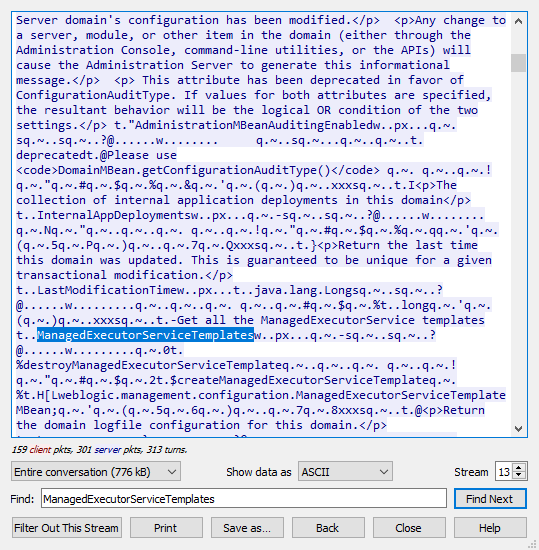 Server domain's configuration has been modified.</p>  <p>Any change to
a server, module, or other item in the domain (either through the
Administration Console, command-line utilities, or the APIs) will
cause the Administration Server to generate this informational
message.</p>  <p> This attribute has been deprecated in favor of
ConfigurationAuditType. If values for both attributes are specified,
the resultant behavior will be the logical OR condition of the two
settings.</p> t."AdministrationMBeanAuditingEnabledw..px...q.~.
sq.~..sq.~..?@......w........     q.~..sq.~...q.~..q.~..t.
deprecatedt.@Please use
<code>DomainMBean.getConfigurationAuditType()</code> q.~. q.~..q.~.!
q.~."q.~.#q.~.$q.~.%q.~.&q.~.'q.~.(q.~.)q.~..xxxsq.~..t.I<p>The
collection of internal application deployments in this domain</p>
t..InternalAppDeploymentsw..px...q.~.-sq.~..sq.~..?@......w........
q.~.Nq.~."q.~..q.~..q.~. q.~..q.~.!q.~."q.~.#q.~.$q.~.%q.~.qq.~.'q.~.
(q.~.5q.~.Pq.~.)q.~..q.~.7q.~.Qxxxsq.~..t.}<p>Return the last time
this domain was updated. This is guaranteed to be unique for a given
transactional modification.</p>
t..LastModificationTimew..px...t..java.lang.Longsq.~..sq.~..?
@......w.........q.~..q.~..q.~. q.~..q.~.#q.~.$q.~.%t..longq.~.'q.~.
(q.~.)q.~..xxxsq.~..t.-Get all the ManagedExecutorService templates
t..ManagedExecutorServiceTemplatesw..px...q.~.-sq.~..sq.~..?
@......w.........q.~.0t.
%destroyManagedExecutorServiceTemplateq.~..q.~..q.~. q.~..q.~.!
q.~."q.~.#q.~.$q.~.2t.$createManagedExecutorServiceTemplateq.~.
%t.H[Lweblogic.management.configuration.ManagedExecutorServiceTemplate
MBean;q.~.'q.~.(q.~.5q.~.6q.~.)q.~..q.~.7q.~.8xxxsq.~..t.@<p>Return
the domain logfile configuration for this domain.</p>
159 client pkts, 301 server pkts, 313 turns.
Entire conversation (776 kB) Show data as ASCII Stream 13
Find: ManagedExecutorServiceTemplates Find Next
Filter Out This Stream Print Save as... Back Close Help